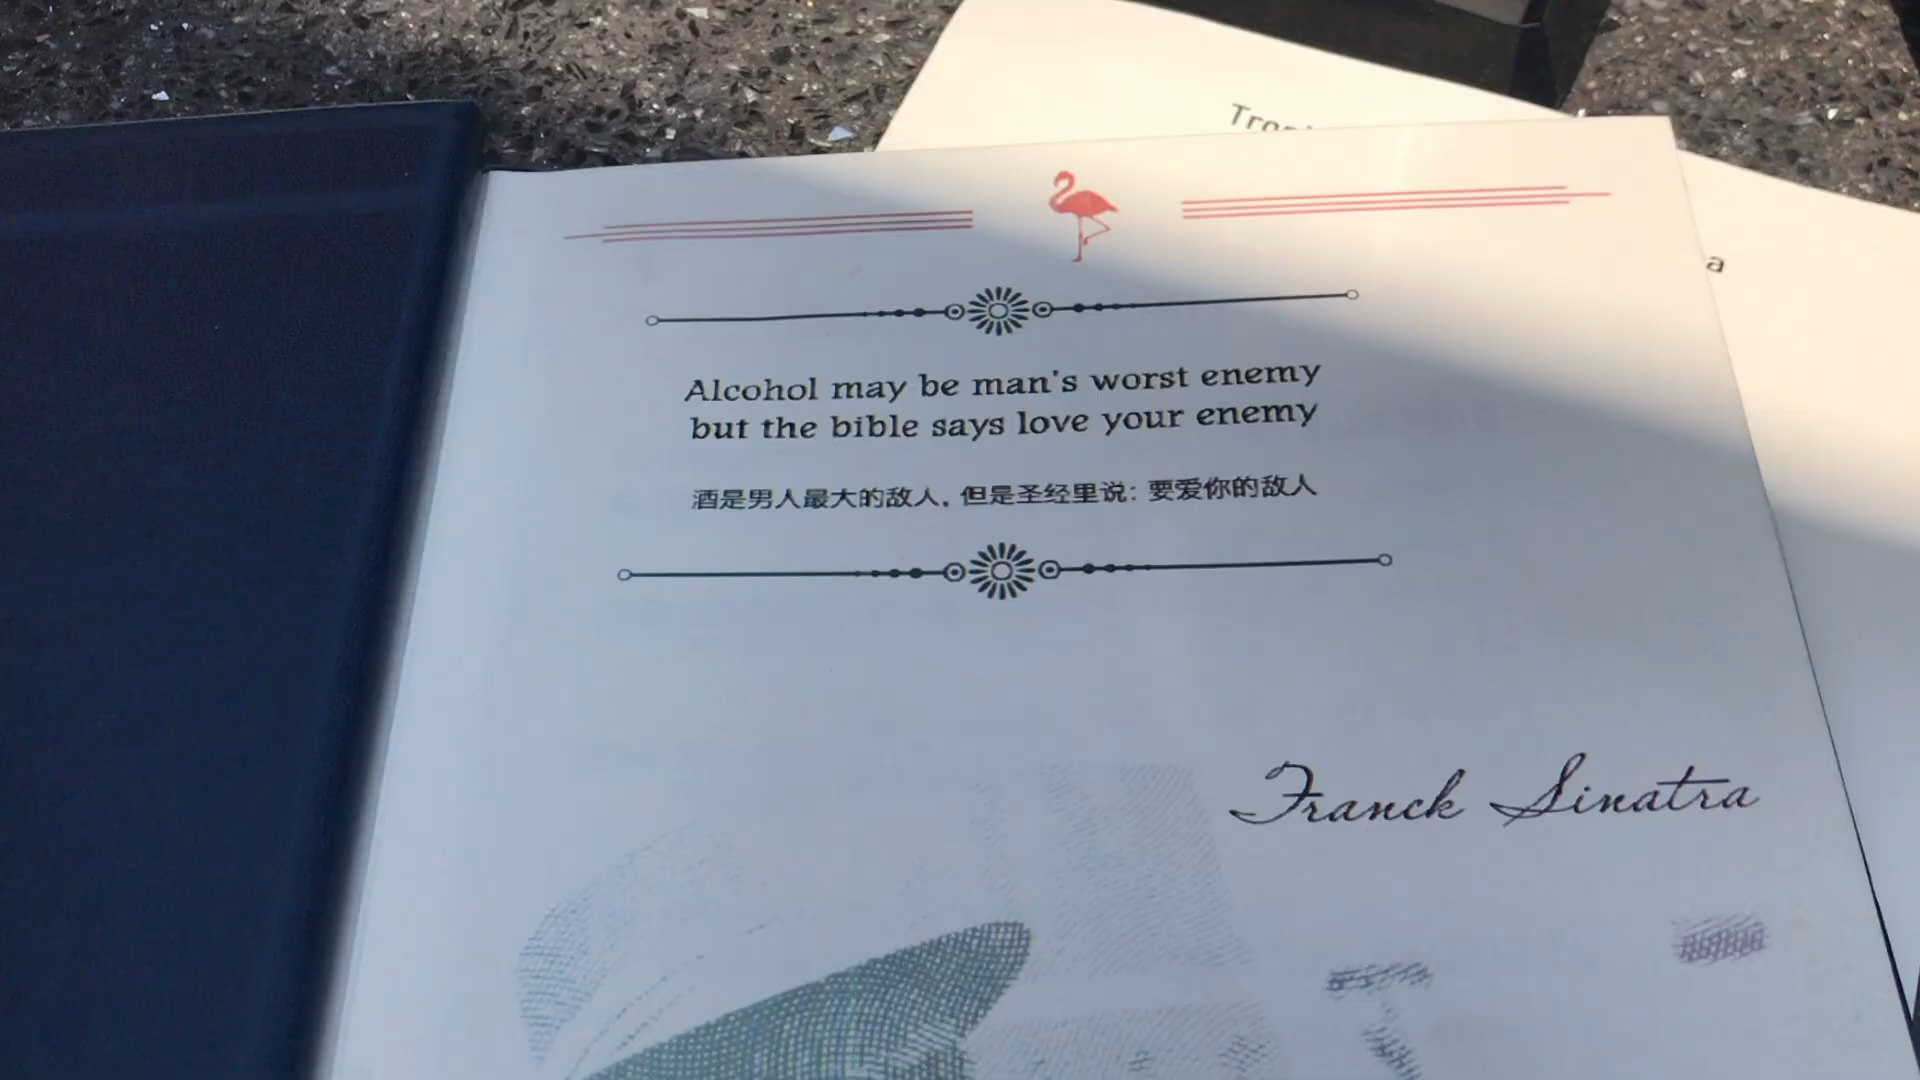 Alcohol may be man's worst enemy
but the bible says love your enemy
酒是男人最大的敌人, 但是圣经里说: 要爱你的敌人
Franck Sinatra
a